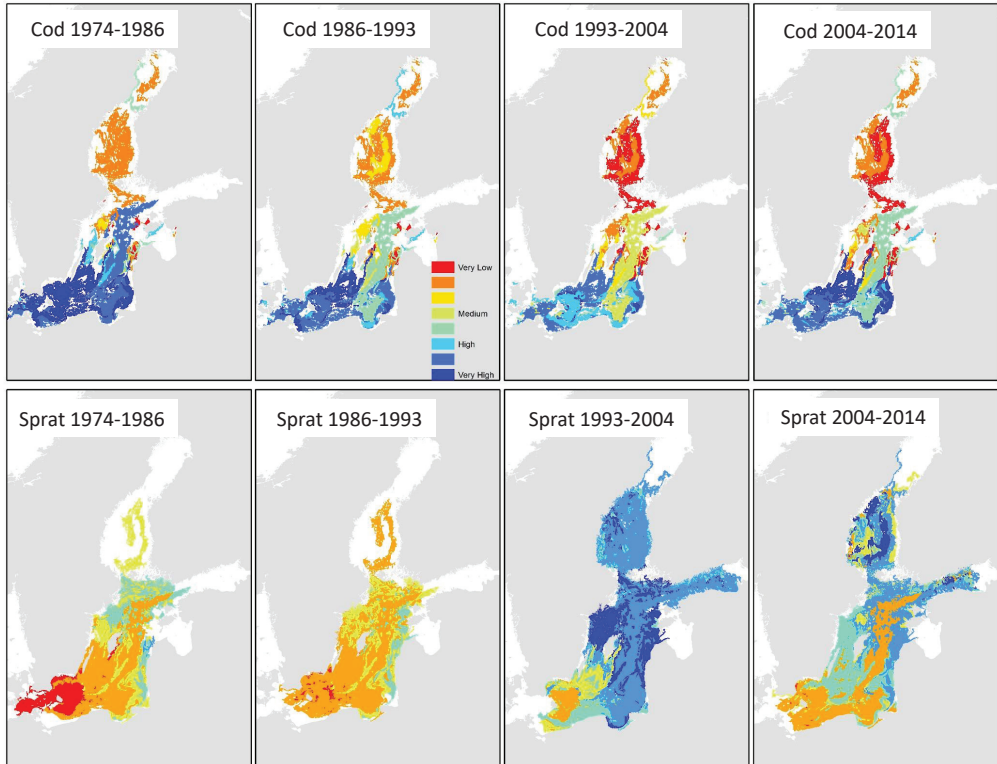 Cod 1974-1986
Cod 1986-1993
Cod 1993-2004
Cod 2004-2014
Very Low
Medium
High
Very High
Sprat 1974-1986
Sprat 1986-1993
Sprat 1993-2004
Sprat 2004-2014